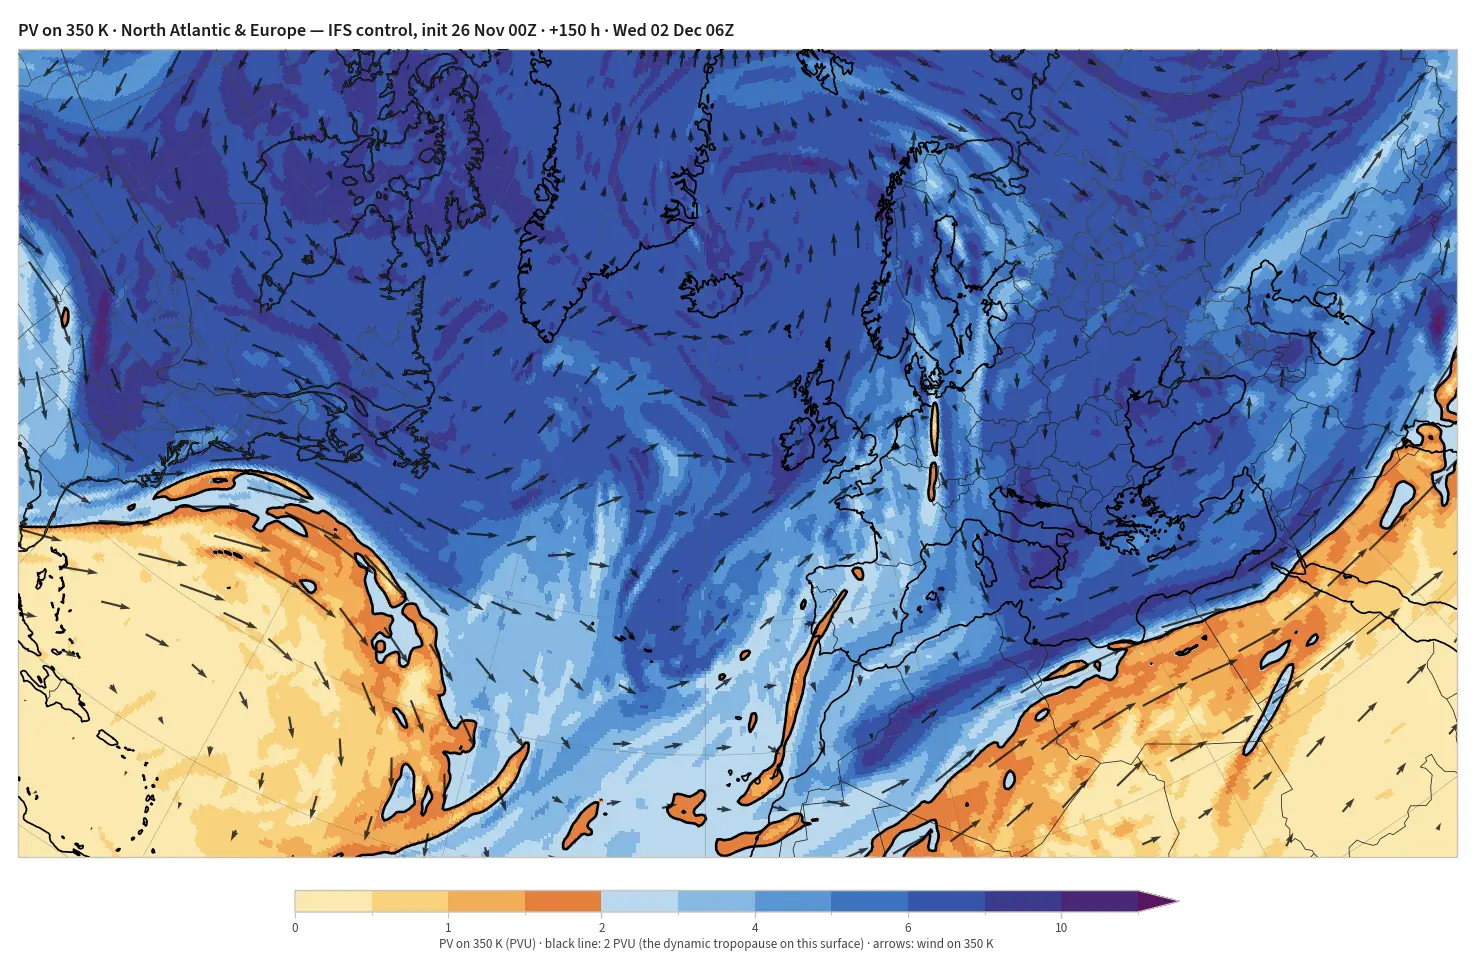 PV on 350 K · North Atlantic & Europe — IFS control, init 26 Nov 00Z · +150 h · Wed 02 Dec 06Z
0 1 2 4 6 10
PV on 350 K (PVU) · black line: 2 PVU (the dynamic tropopause on this surface) · arrows: wind on 350 K